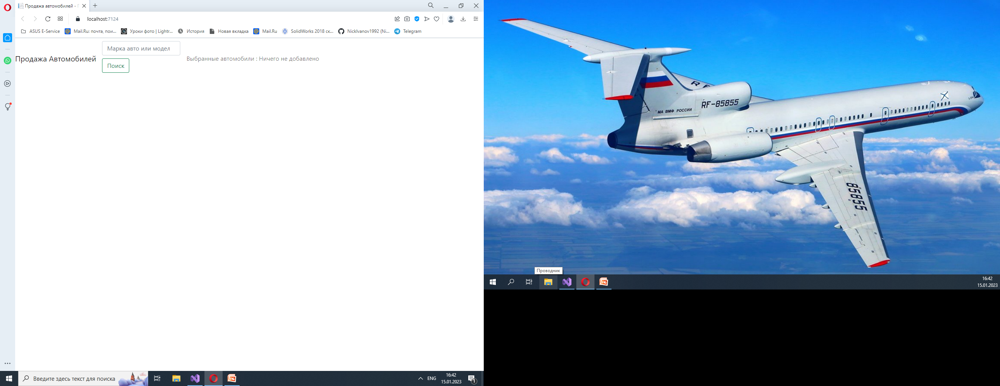 Продажа автомобилей - Г
localhost:7124
ASUS E-Service
Mail.Ru: почта, пои...
Уроки фото | Lightr...
История
Новая вкладка
Mail.Ru
SolidWorks 2018 ск...
NickIvanov1992 (Ni...
Telegram
Продажа Автомобилей
Марка авто или модел
Поиск
Выбранные автомобили : Ничего не добавлено
Введите здесь текст для поиска
ENG
16:42
15.01.2023
1
RF-85855
МА ВМФ РОССИИ
85855
Проводник
16:42
15.01.2023